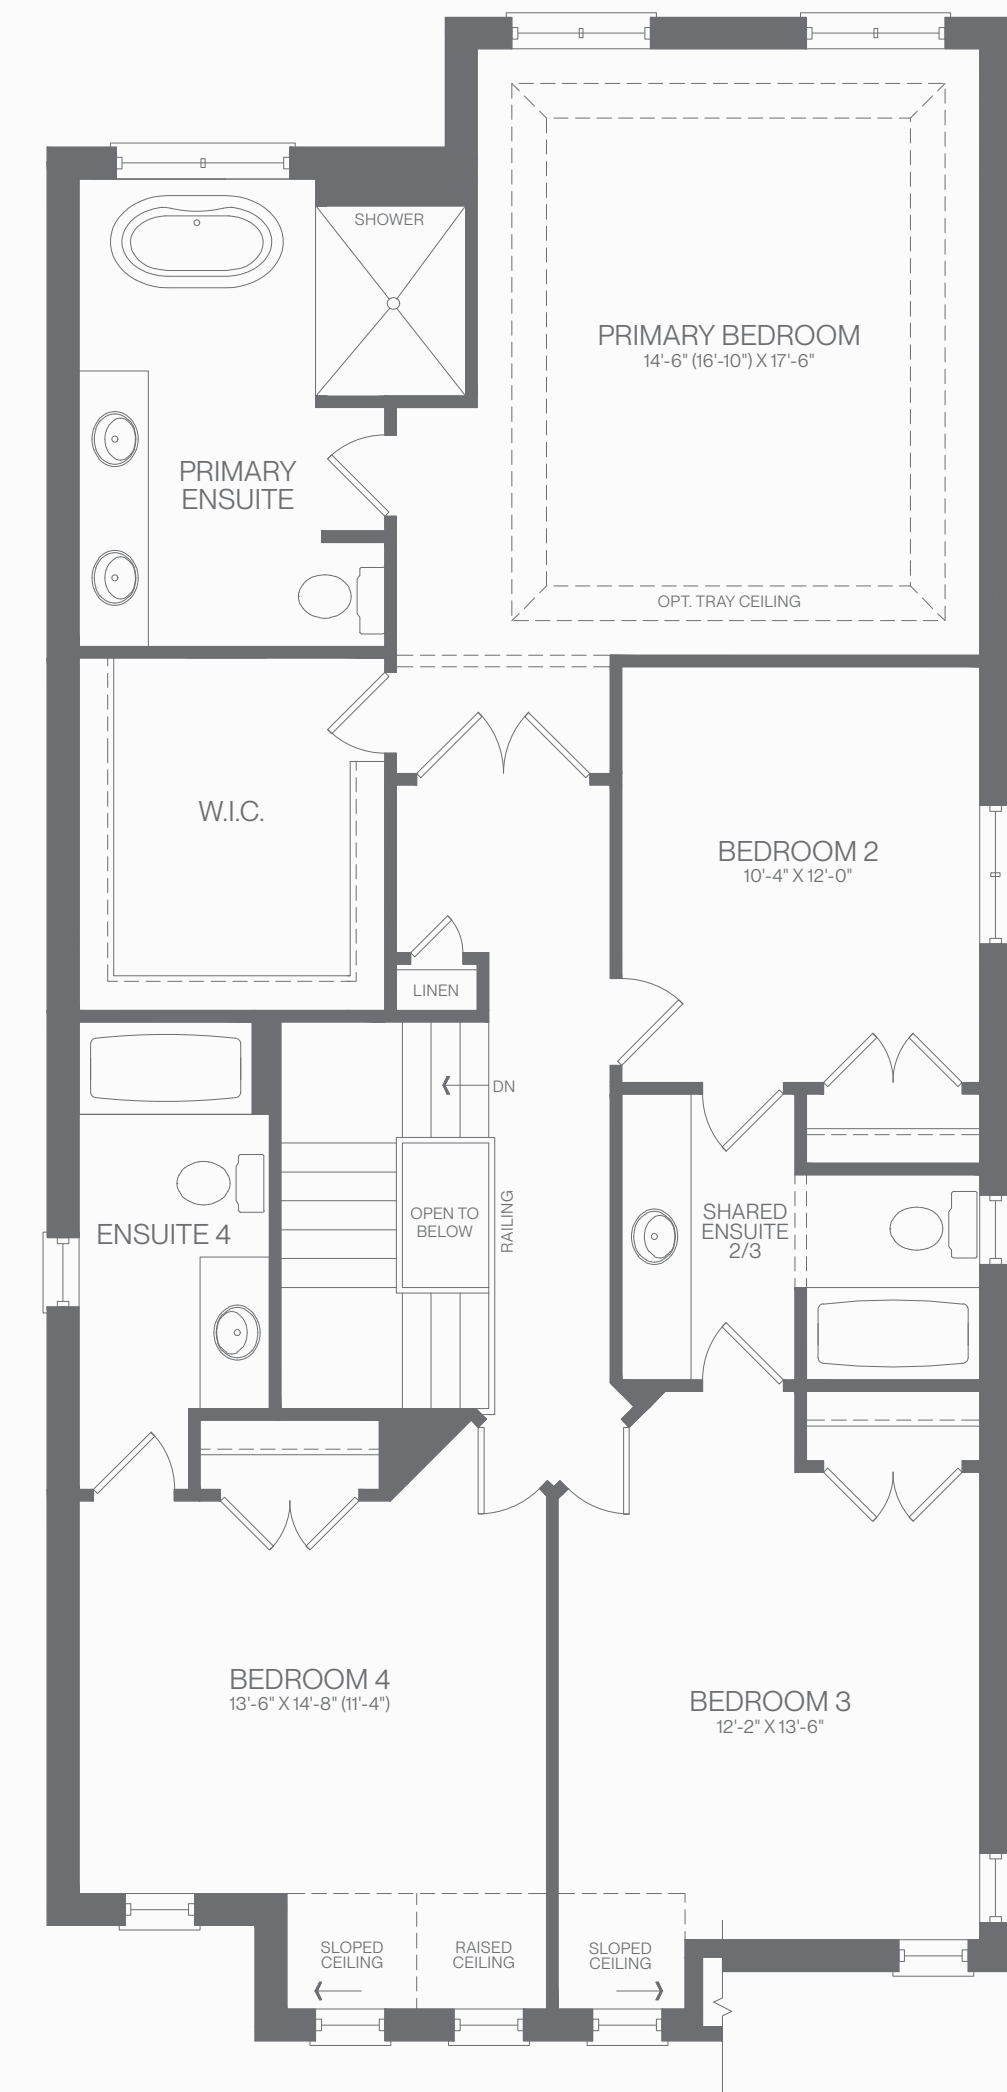 SHOWER
PRIMARY BEDROOM
14'-6" (16'-10") X 17'-6"
PRIMARY
ENSUITE
OPT. TRAY CEILING
W.I.C.
BEDROOM 2
10'-4" X 12'-0"
LINEN
DN
OPEN TO
BELOW
RAILING
SHARED
ENSUITE
2/3
ENSUITE 4
BEDROOM 4
13'-6" X 14'-8" (11'-4")
BEDROOM 3
12'-2" X 13'-6"
SLOPED
CEILING
RAISED
CEILING
SLOPED
CEILING